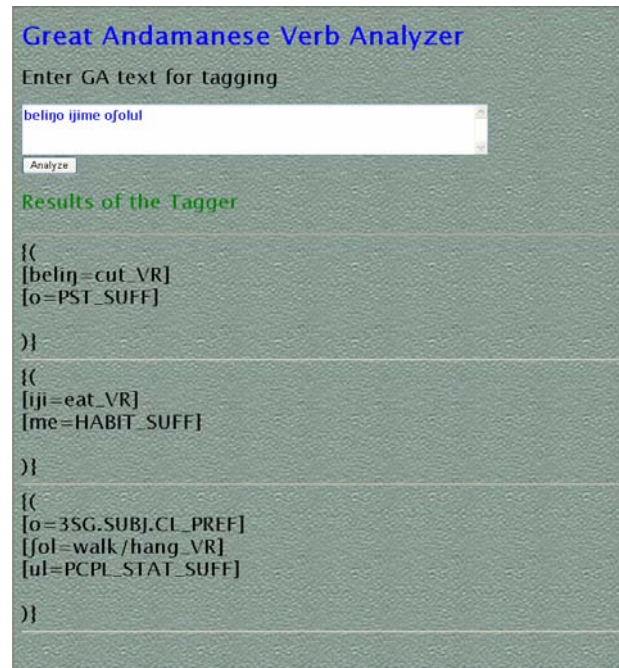 Great Andamanese Verb Analyzer
Enter GA text for tagging
beliŋo ijime oʃolul
Analyze
Results of the Tagger
{(
[beliŋ=cut_VR]
[o=PST_SUFF]
)}
{(
[iji=eat_VR]
[me=HABIT_SUFF]
)}
{(
[o=3SG.SUBJ.CL_PREF]
[ʃol=walk/hang_VR]
[ul=PCPL_STAT_SUFF]
)}